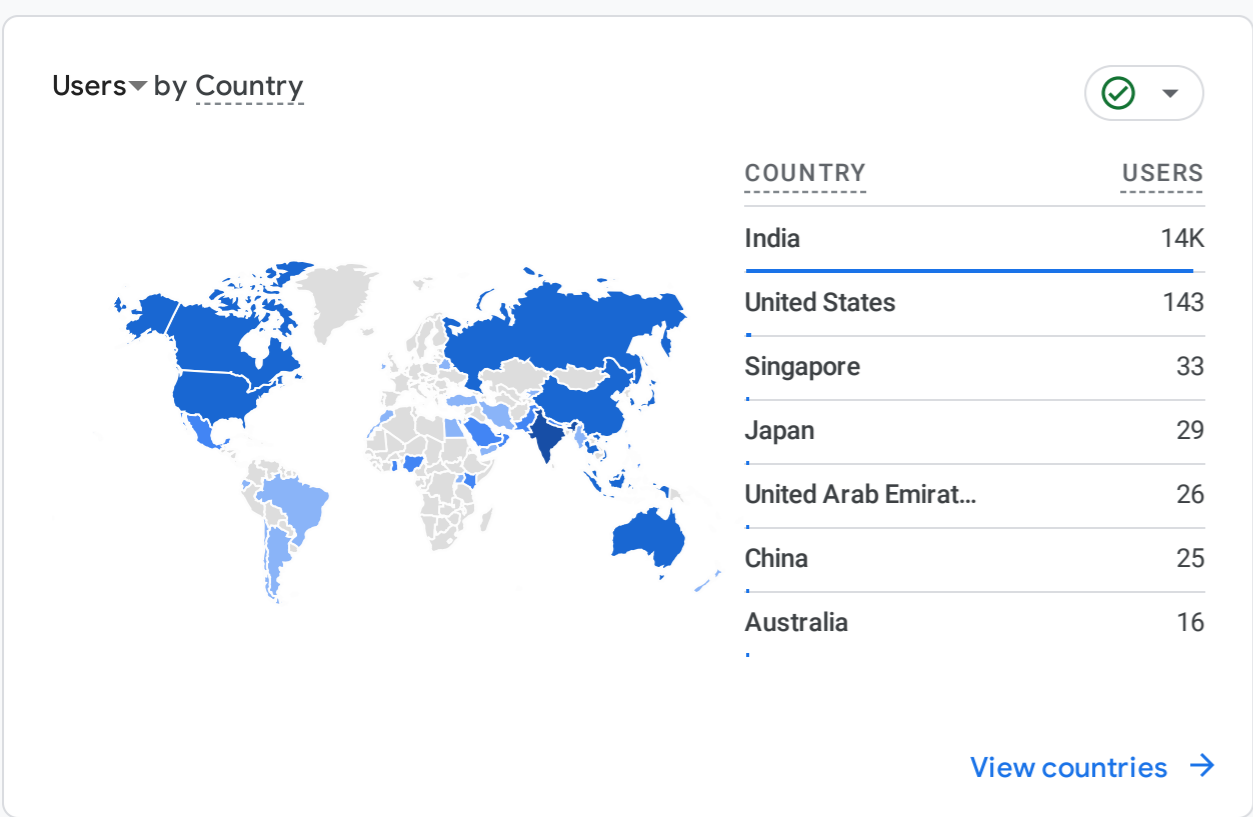 Users by Country
COUNTRY USERS
India 14K
United States 143
Singapore 33
Japan 29
United Arab Emirat... 26
China 25
Australia 16
View countries